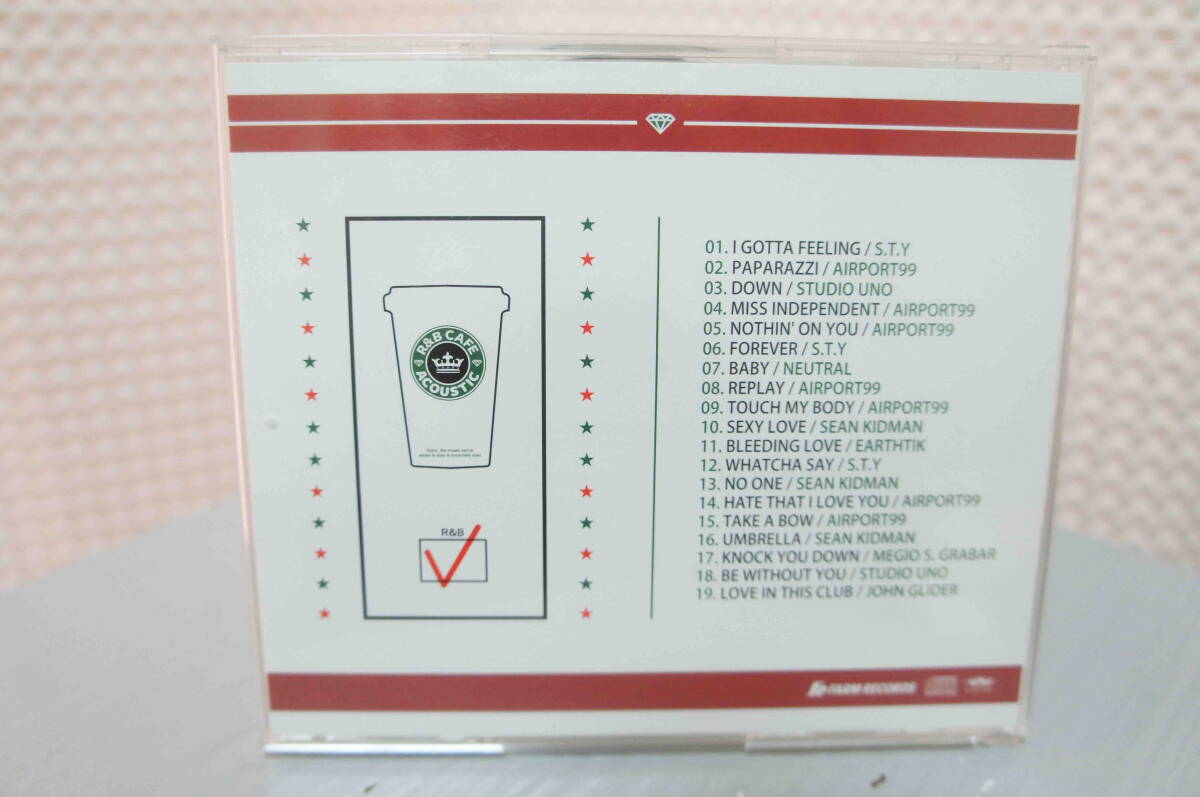 R&B CAFE
ACOUSTIC
R&B
01. I GOTTA FEELING / S.T.Y
02. PAPARAZZI / AIRPORT99
03. DOWN / STUDIO UNO
04. MISS INDEPENDENT / AIRPORT99
05. NOTHIN' ON YOU / AIRPORT99
06. FOREVER / S.T.Y
07. BABY / NEUTRAL
08. REPLAY / AIRPORT99
09. TOUCH MY BODY / AIRPORT99
10. SEXY LOVE / SEAN KIDMAN
11. BLEEDING LOVE / EARTHTIK
12. WHATCHA SAY / S.T.Y
13. NO ONE / SEAN KIDMAN
14. HATE THAT I LOVE YOU / AIRPORT99
15. TAKE A BOW / AIRPORT99
16. UMBRELLA / SEAN KIDMAN
17. KNOCK YOU DOWN / MEGIO S. GRABAR
18. BE WITHOUT YOU / STUDIO UNO
19. LOVE IN THIS CLUB / JOHN GLIDER
FARM RECORDS